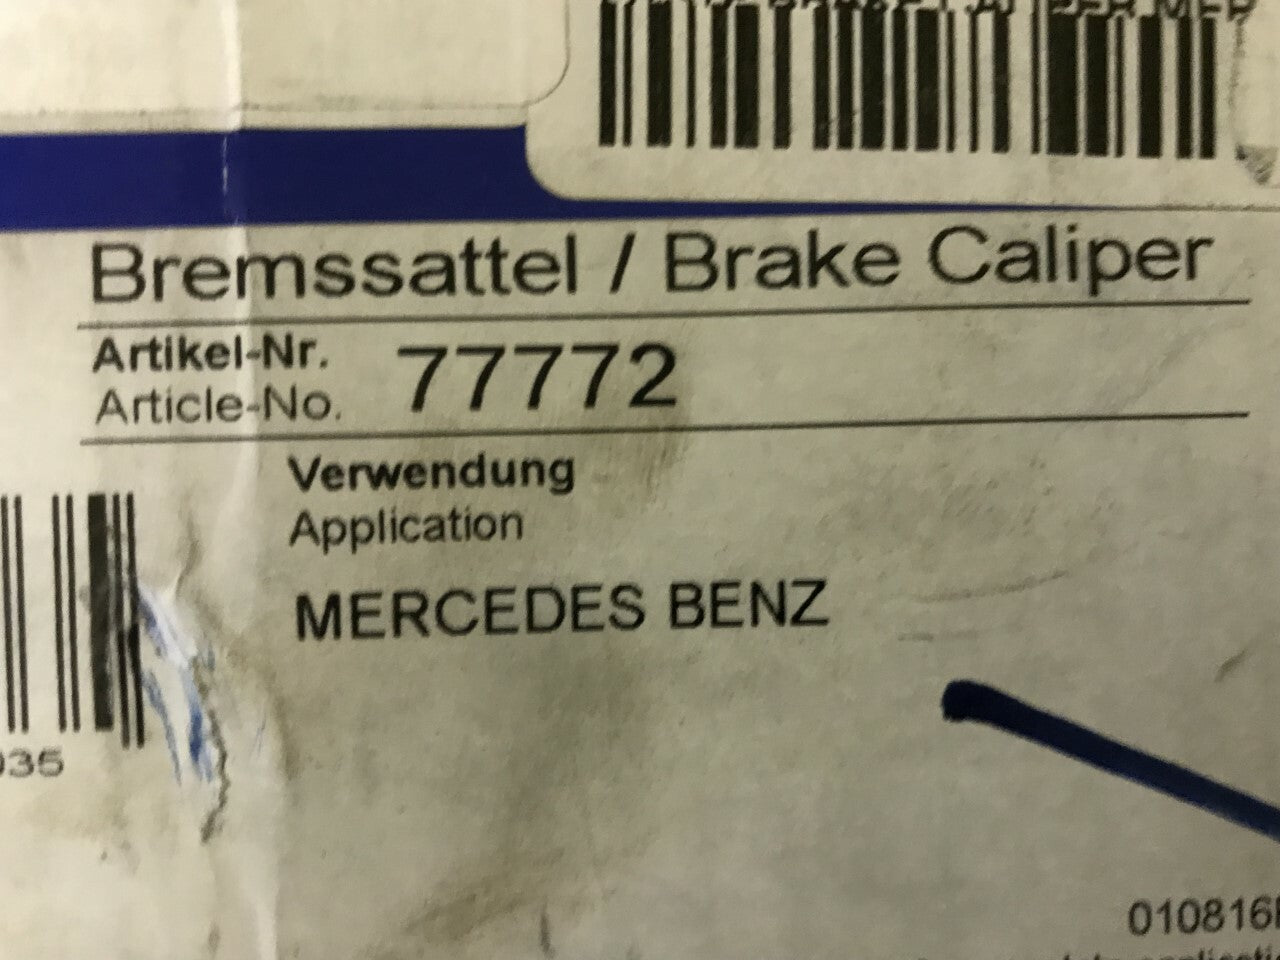 Bremssattel / Brake Caliper
Artikel-Nr.
Article-No. 77772
Verwendung
Application
MERCEDES BENZ
035
010816